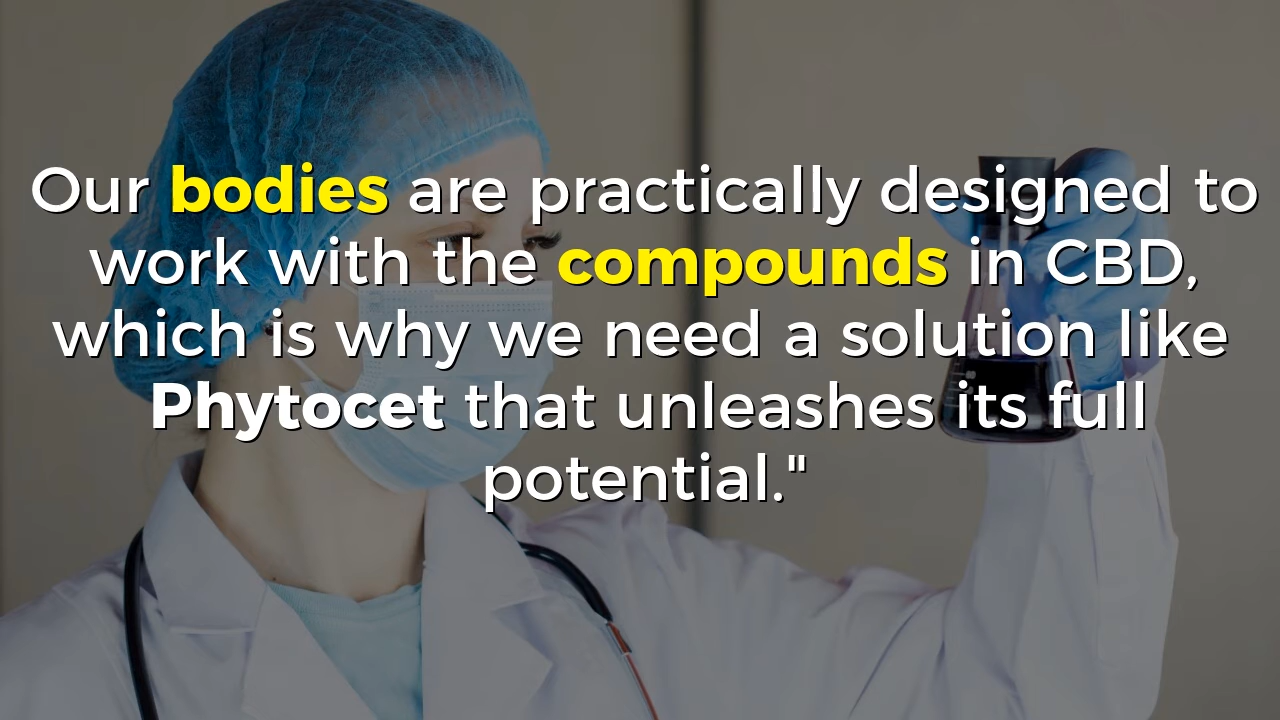 Our bodies are practically designed to
work with the compounds in CBD,
which is why we need a solution like
Phytocet that unleashes its full
potential."